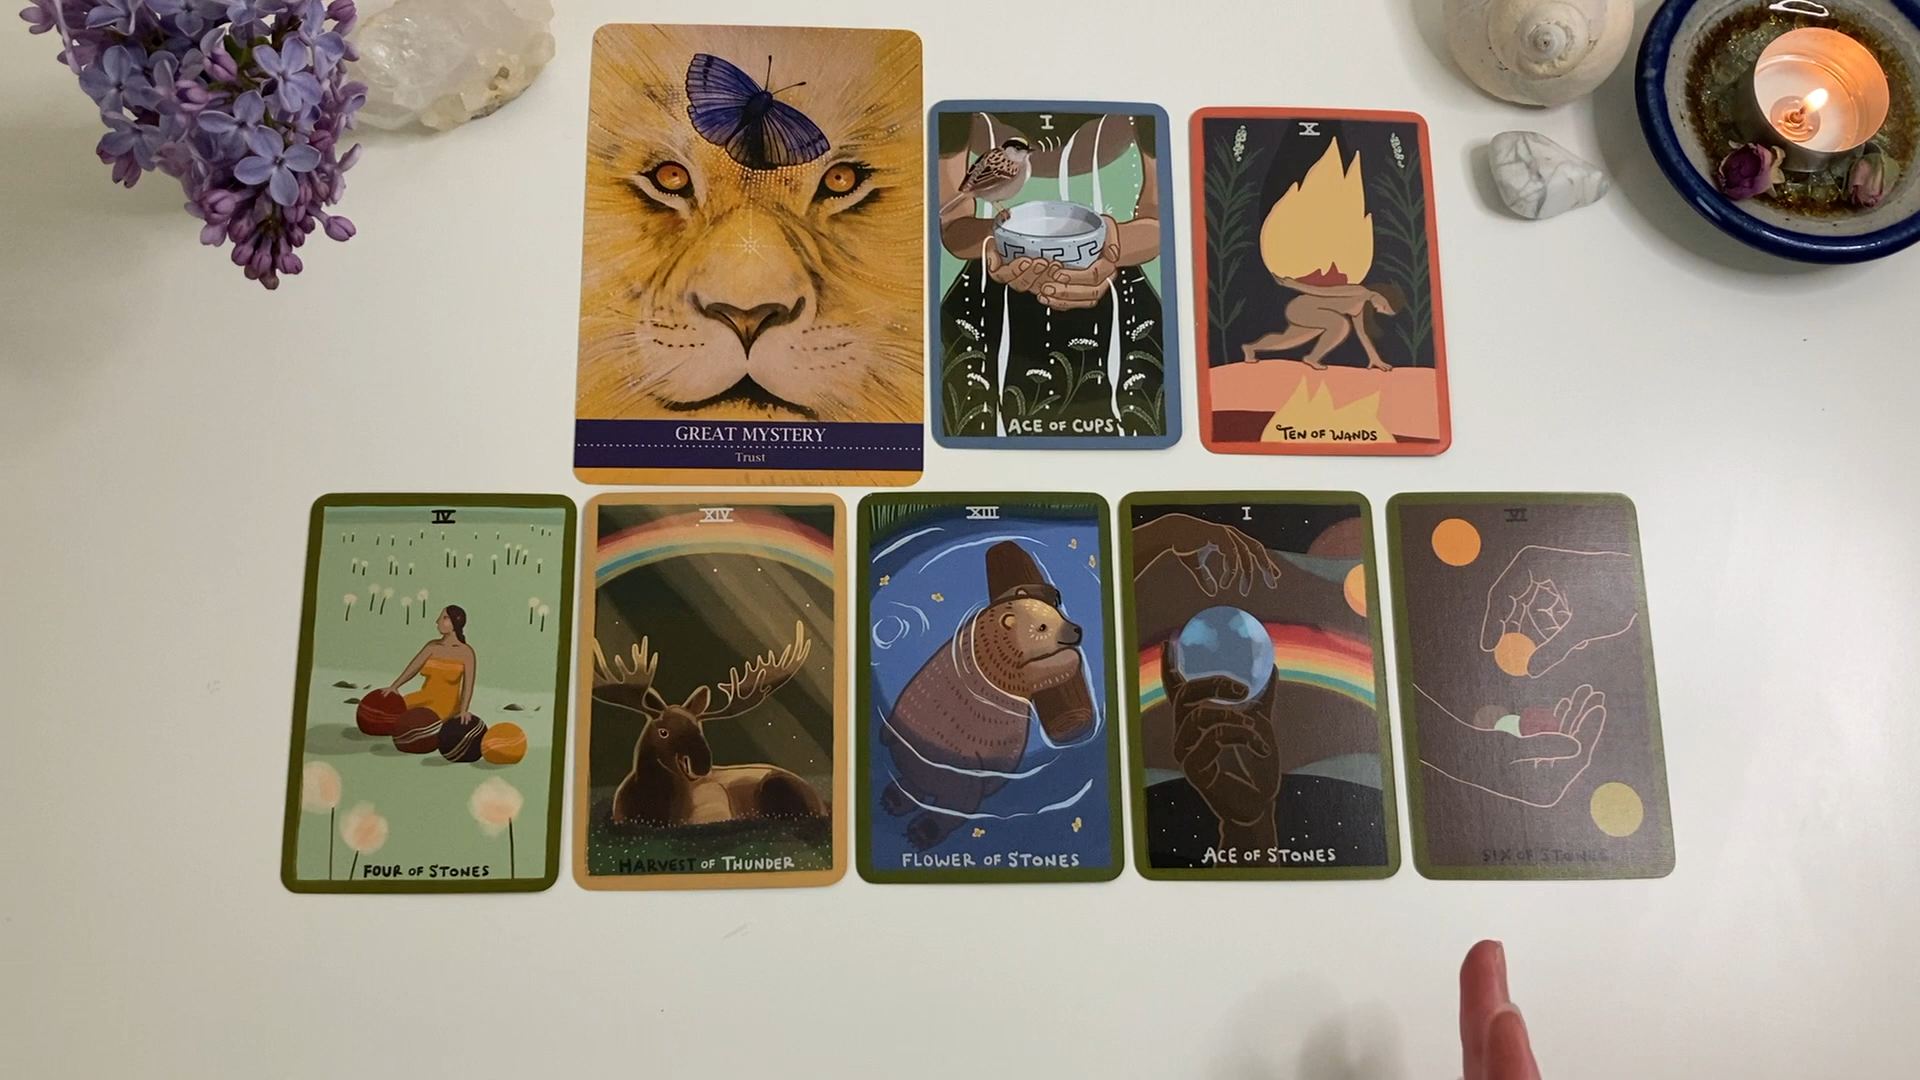 GREAT MYSTERY
Trust
I
ACE OF CUPS
X
TEN OF WANDS
IV
FOUR OF STONES
XIV
HARVEST OF THUNDER
XIII
FLOWER OF STONES
I
ACE OF STONES
VI
SIX OF STONES